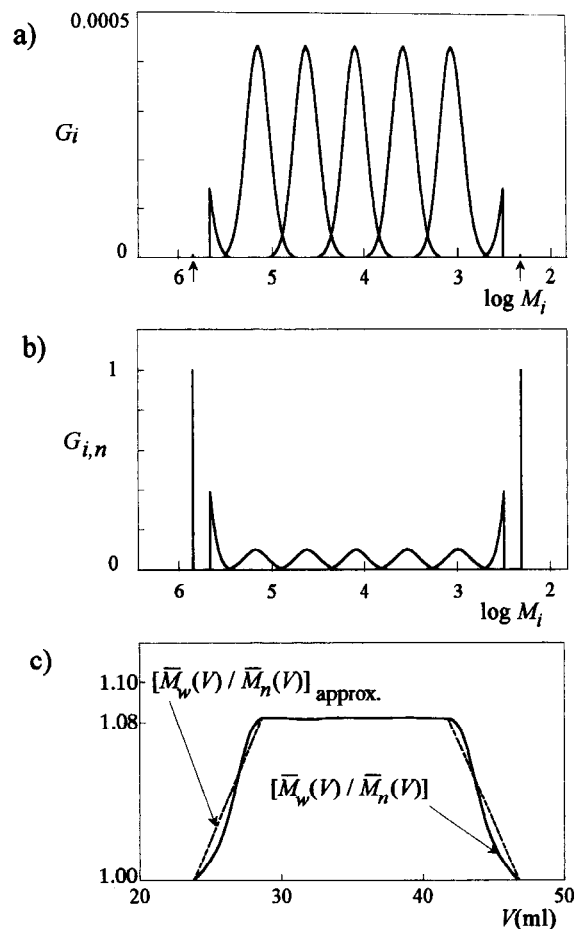 a)
0.0005
G_i
0
6 5 4 3 2
log M_i
b)
1
G_{i,n}
0
6 5 4 3 2
log M_i
c)
[M̅_w(V) / M̅_n(V)] approx.
1.10
1.08
[M̅_w(V) / M̅_n(V)]
1.00
20 30 40 50
V(ml)